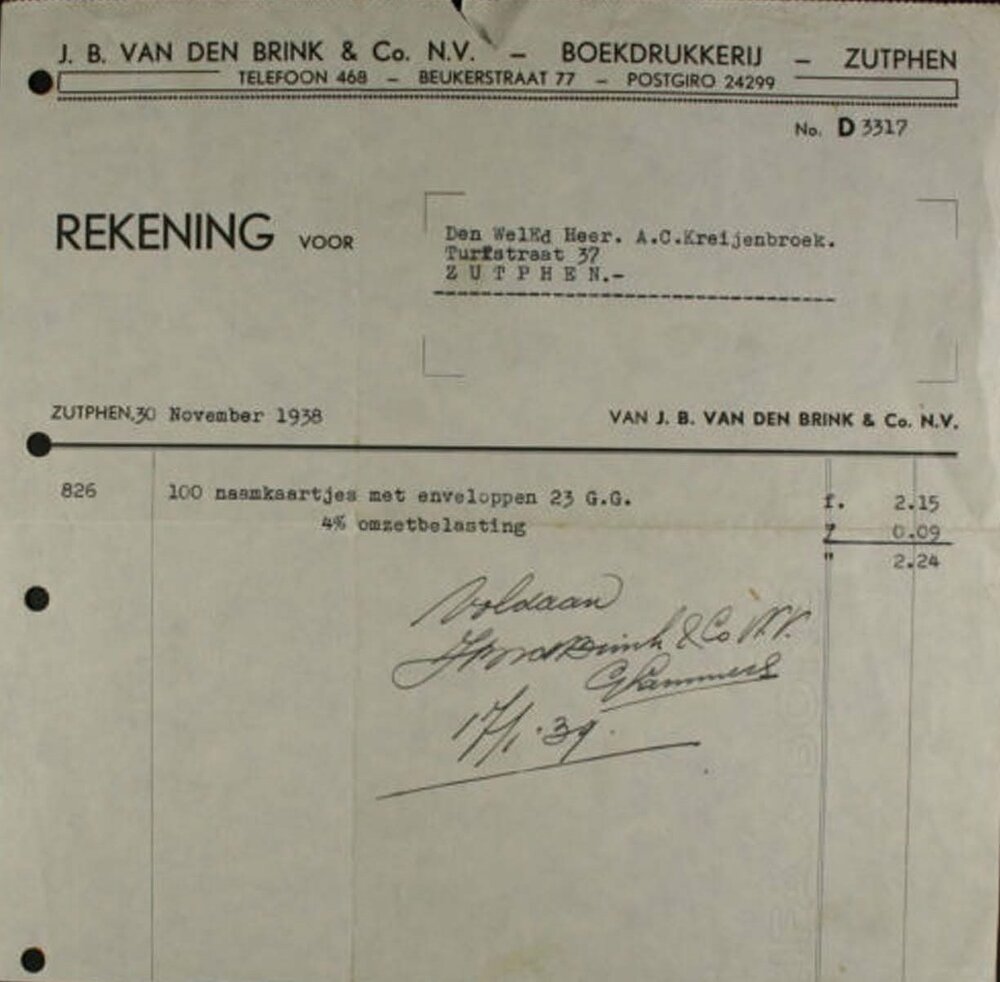 J. B. VAN DEN BRINK & Co. N.V. – BOEKDRUKKERIJ – ZUTPHEN
TELEFOON 468 – BEUKERSTRAAT 77 – POSTGIRO 24299
No. D 3317
REKENING VOOR
Den WelEd Heer. A.C.Kreijenbroek.
Turfstraat 37
Z U T P H E N.-
ZUTPHEN,30 November 1938 VAN J. B. VAN DEN BRINK & Co. N.V.
826 100 naamkaartjes met enveloppen 23 G.G. f. 2.15
4% omzetbelasting " 0.09
" 2.24
Voldaan
JBvdBrink & Co N.V.
17/1.39.